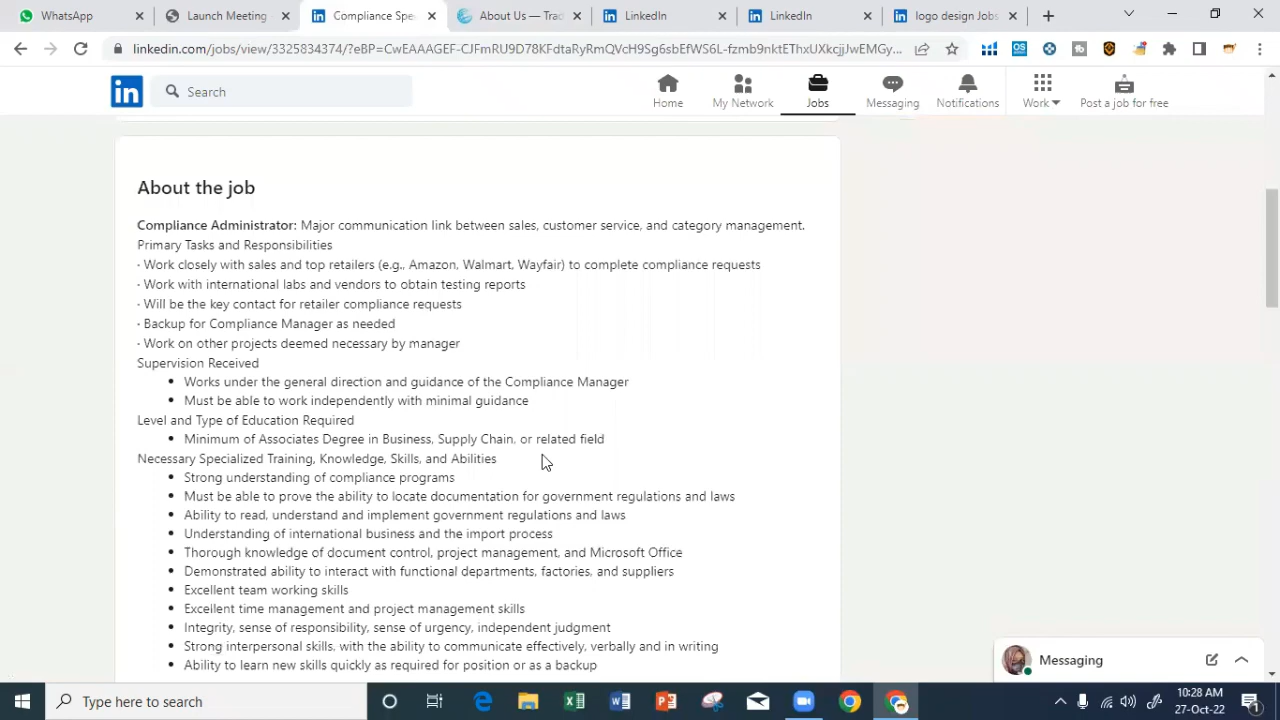 WhatsApp
Launch Meeting
Compliance Spe
About Us — Trad
LinkedIn
LinkedIn
logo design Jobs
linkedin.com/jobs/view/3325834374/?eBP=CwEAAAGEF-CJFmRU9D78KFdtaRyRmQVcH9Sg6sbEfWS6L-fzmb9nktEThxUXkcjjJwEMGy...
in
Search
Home
My Network
Jobs
Messaging
Notifications
Work
Post a job for free
About the job
Compliance Administrator: Major communication link between sales, customer service, and category management.
Primary Tasks and Responsibilities
· Work closely with sales and top retailers (e.g., Amazon, Walmart, Wayfair) to complete compliance requests
· Work with international labs and vendors to obtain testing reports
· Will be the key contact for retailer compliance requests
· Backup for Compliance Manager as needed
· Work on other projects deemed necessary by manager
Supervision Received
• Works under the general direction and guidance of the Compliance Manager
• Must be able to work independently with minimal guidance
Level and Type of Education Required
• Minimum of Associates Degree in Business, Supply Chain, or related field
Necessary Specialized Training, Knowledge, Skills, and Abilities
• Strong understanding of compliance programs
• Must be able to prove the ability to locate documentation for government regulations and laws
• Ability to read, understand and implement government regulations and laws
• Understanding of international business and the import process
• Thorough knowledge of document control, project management, and Microsoft Office
• Demonstrated ability to interact with functional departments, factories, and suppliers
• Excellent team working skills
• Excellent time management and project management skills
• Integrity, sense of responsibility, sense of urgency, independent judgment
• Strong interpersonal skills, with the ability to communicate effectively, verbally and in writing
• Ability to learn new skills quickly as required for position or as a backup
Messaging
Type here to search
10:28 AM
27-Oct-22
1